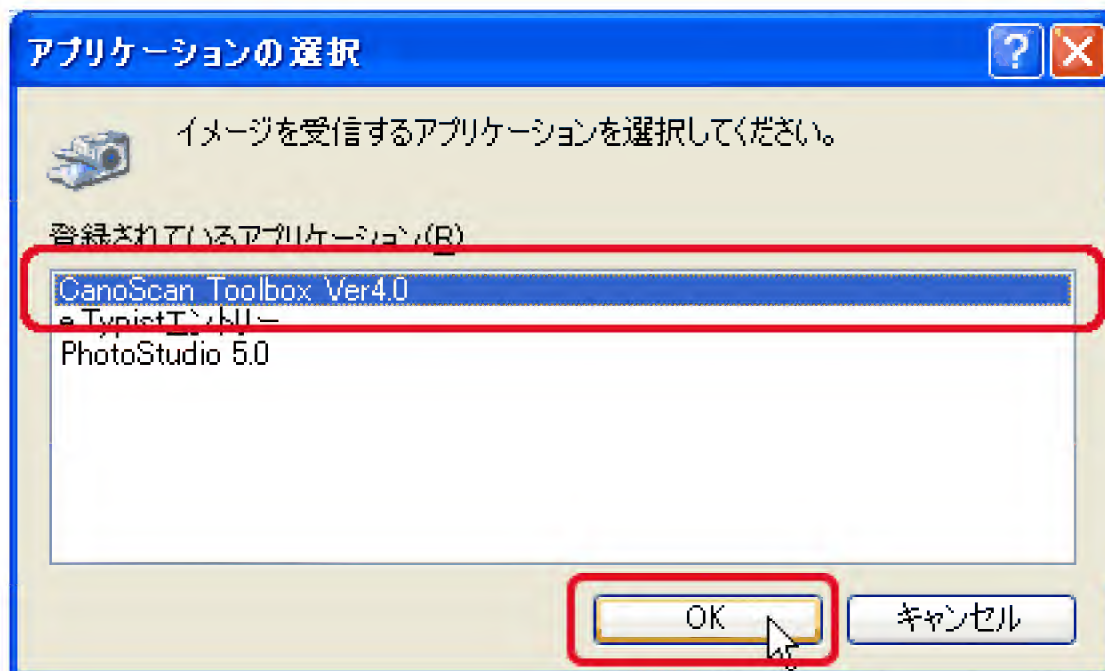 アプリケーションの選択
イメージを受信するアプリケーションを選択してください。
登録されているアプリケーション(R)
CanoScan Toolbox Ver4.0
e.Typistエントリー
PhotoStudio 5.0
OK
キャンセル